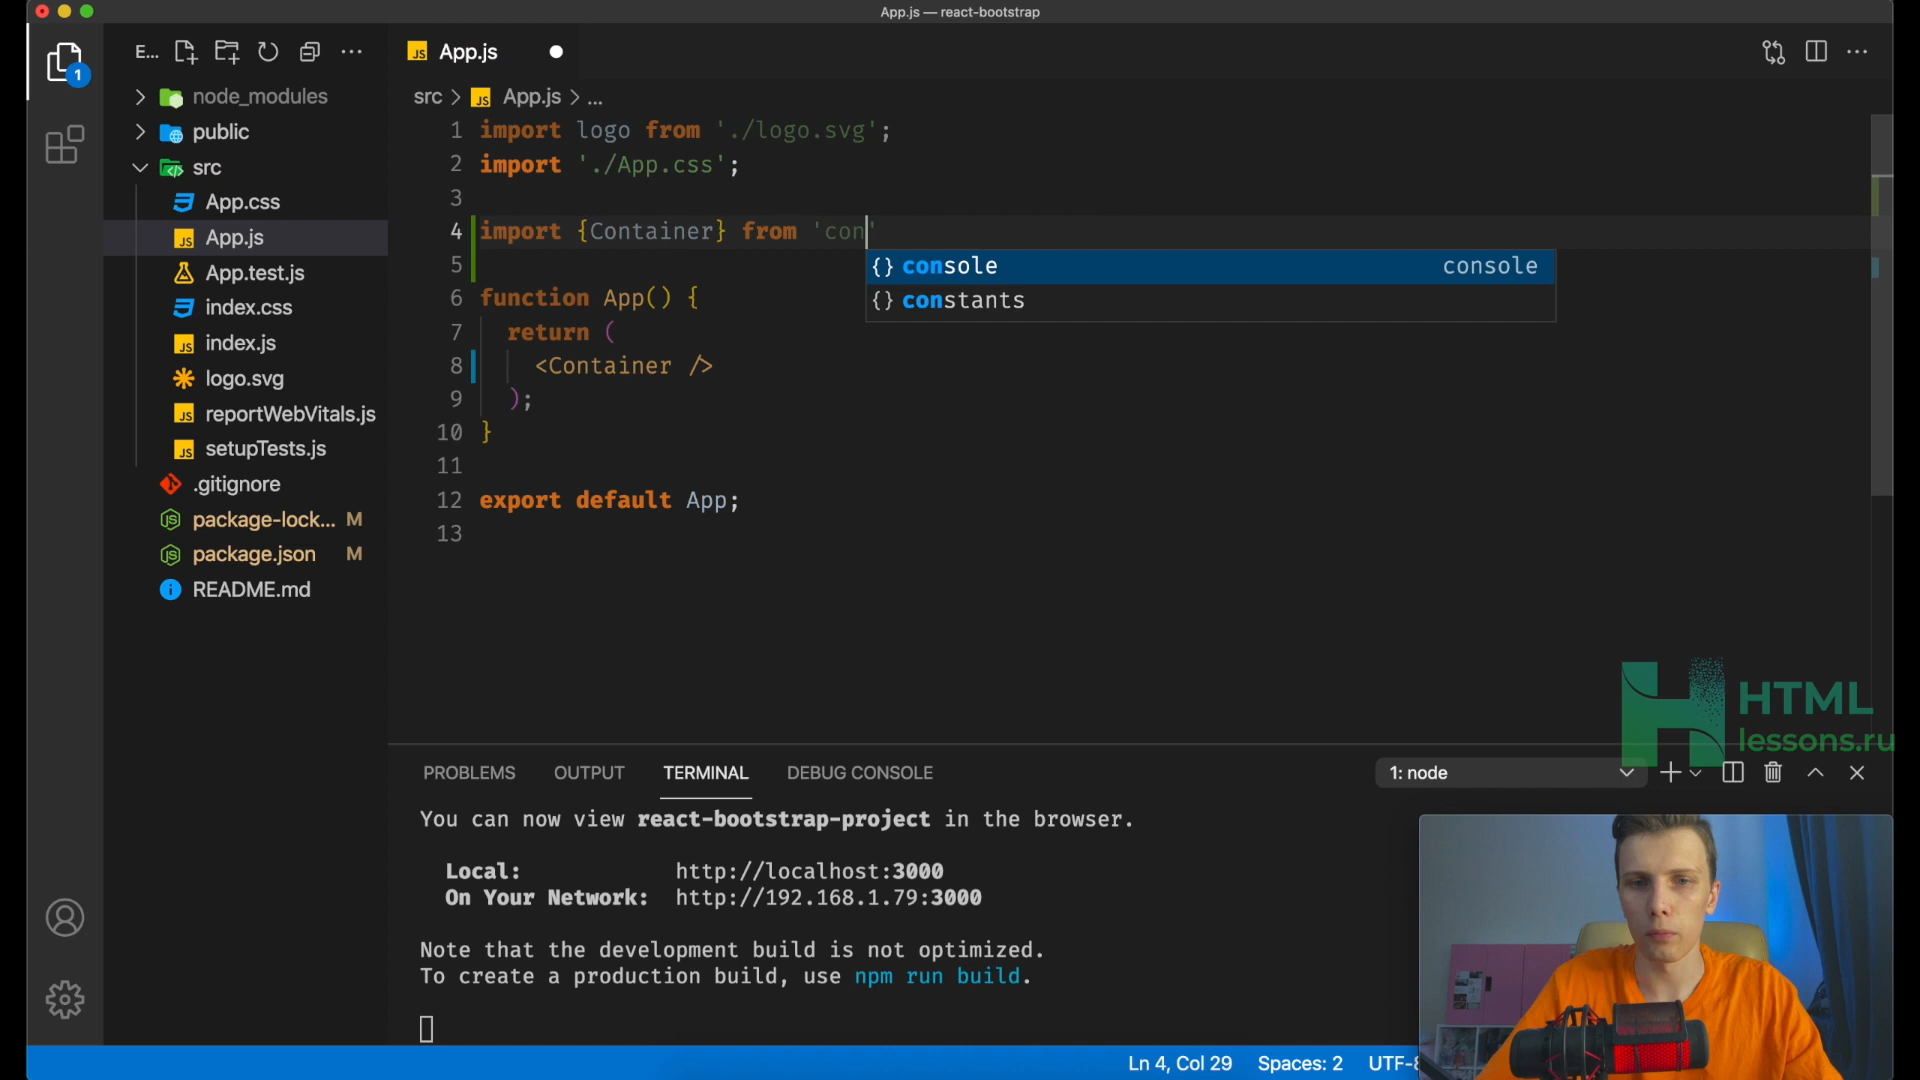 App.js — react-bootstrap
1
E...
App.js
src > App.js > ...
node_modules
public
src
App.css
App.js
App.test.js
index.css
index.js
logo.svg
reportWebVitals.js
setupTests.js
.gitignore
package-lock... M
package.json M
README.md
1 import logo from './logo.svg';
2 import './App.css';
3
4 import {Container} from 'con'
5
6 function App() {
7 return (
8 <Container />
9 );
10 }
11
12 export default App;
13
{} console console
{} constants
HTML
lessons.ru
PROBLEMS OUTPUT TERMINAL DEBUG CONSOLE 1: node
You can now view react-bootstrap-project in the browser.
Local: http://localhost:3000
On Your Network: http://192.168.1.79:3000
Note that the development build is not optimized.
To create a production build, use npm run build.
Ln 4, Col 29 Spaces: 2 UTF-8